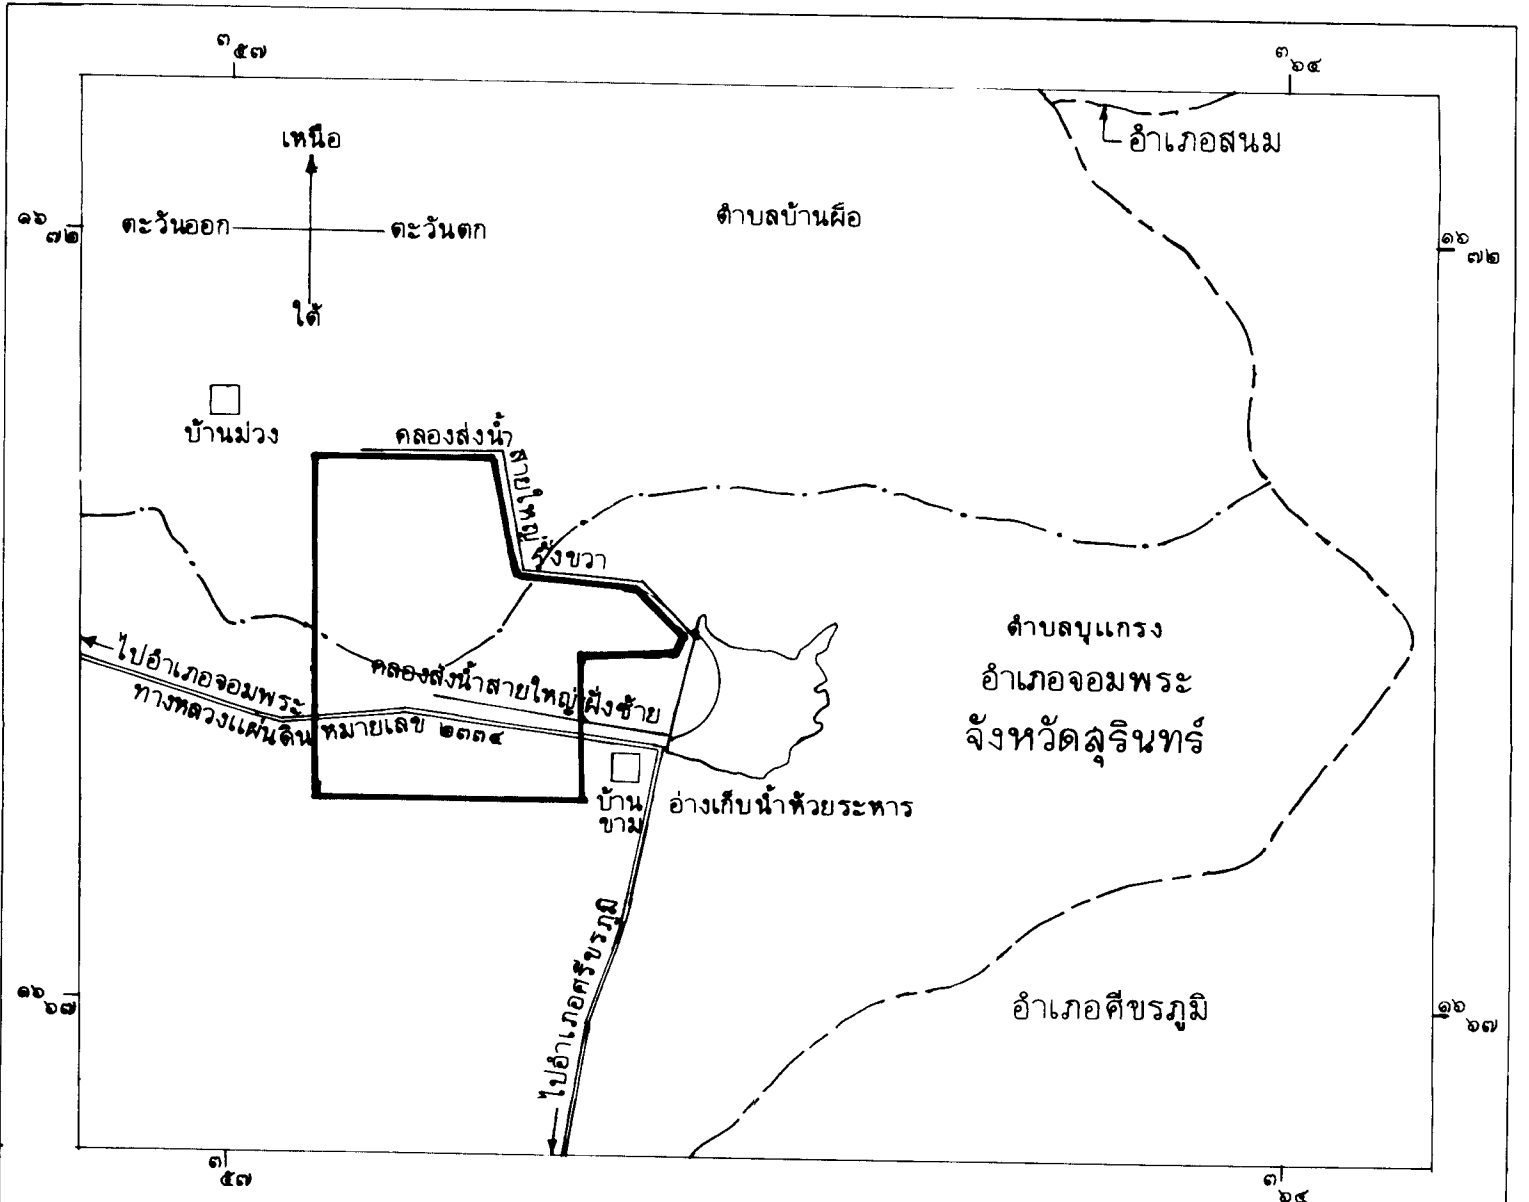 ๓๕๗
๓๖๔
เหนือ
อำเภอสนม
๑๖๗๒
ตะวันออก
ตะวันตก
ตำบลบ้านผือ
๑๖๗๒
ใต้
บ้านม่วง
คลองส่งน้ำ
สายใหญ่
ฝั่งขวา
ตำบลบุแกรง
ไปอำเภอจอมพระ
คลองส่งน้ำสายใหญ่ฝั่งซ้าย
อำเภอจอมพระ
ทางหลวงแผ่นดินหมายเลข ๒๓๓๔
จังหวัดสุรินทร์
บ้าน
ขาม
อ่างเก็บน้ำห้วยระหาร
ไปอำเภอศรีขรภูมิ
๑๖๖๗
อำเภอศีขรภูมิ
๑๖๖๗
๓๕๗
๓๖๔